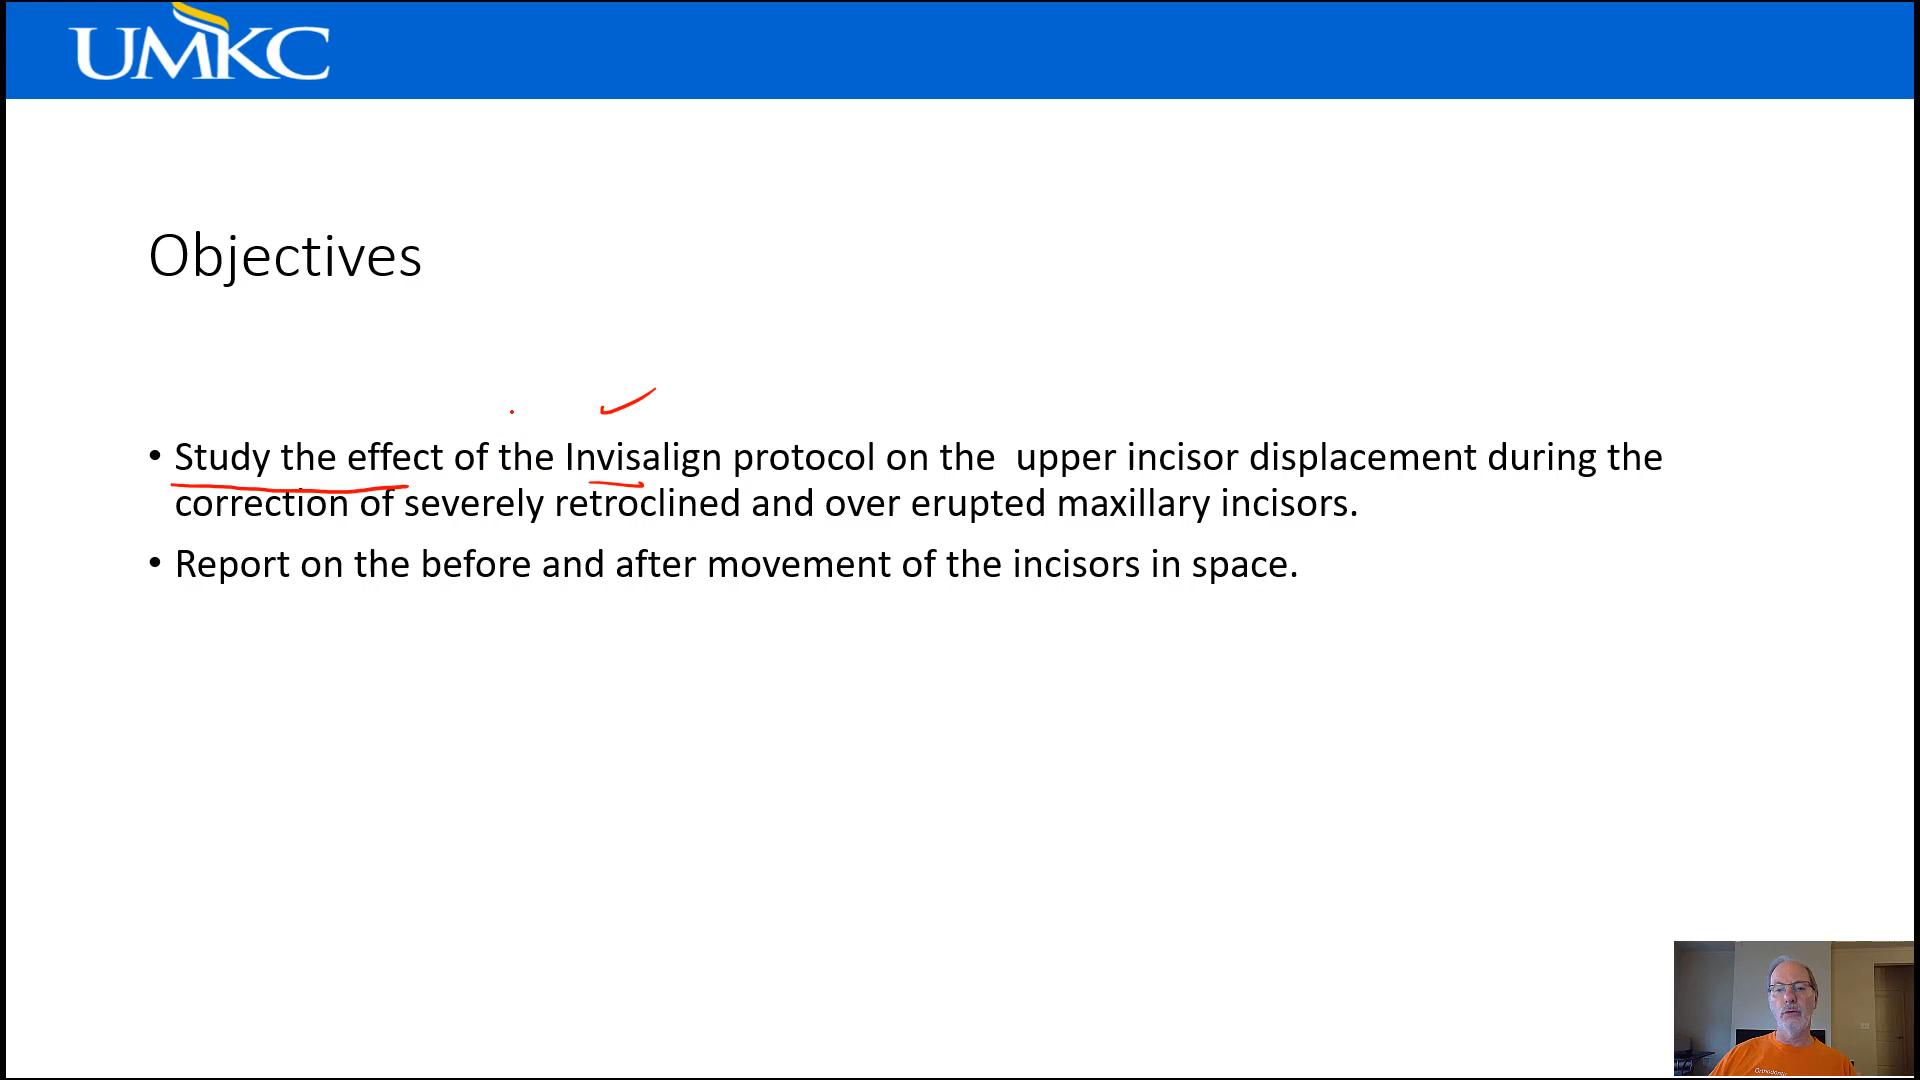 UMKC
Objectives
• Study the effect of the Invisalign protocol on the  upper incisor displacement during the
correction of severely retroclined and over erupted maxillary incisors.
• Report on the before and after movement of the incisors in space.
Orthodontic